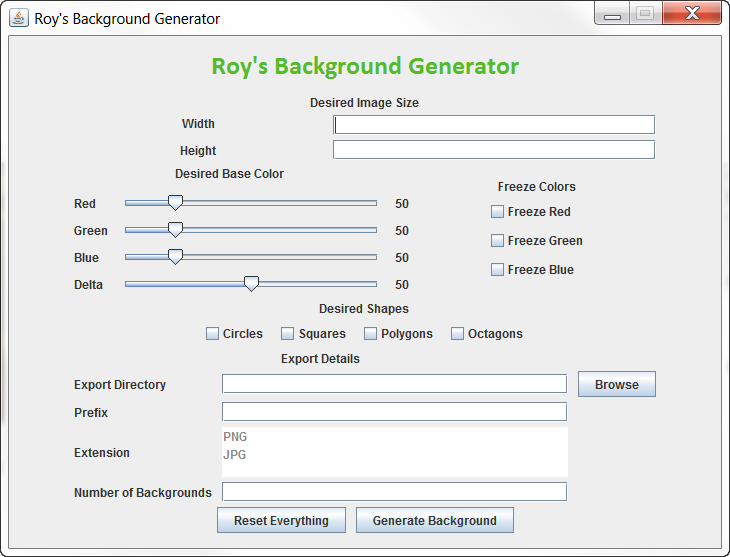 Roy's Background Generator
Roy's Background Generator
Desired Image Size
Width
Height
Desired Base Color
Freeze Colors
Red 50 Freeze Red
Green 50 Freeze Green
Blue 50 Freeze Blue
Delta 50
Desired Shapes
Circles Squares Polygons Octagons
Export Details
Export Directory Browse
Prefix
PNG
Extension
JPG
Number of Backgrounds
Reset Everything Generate Background